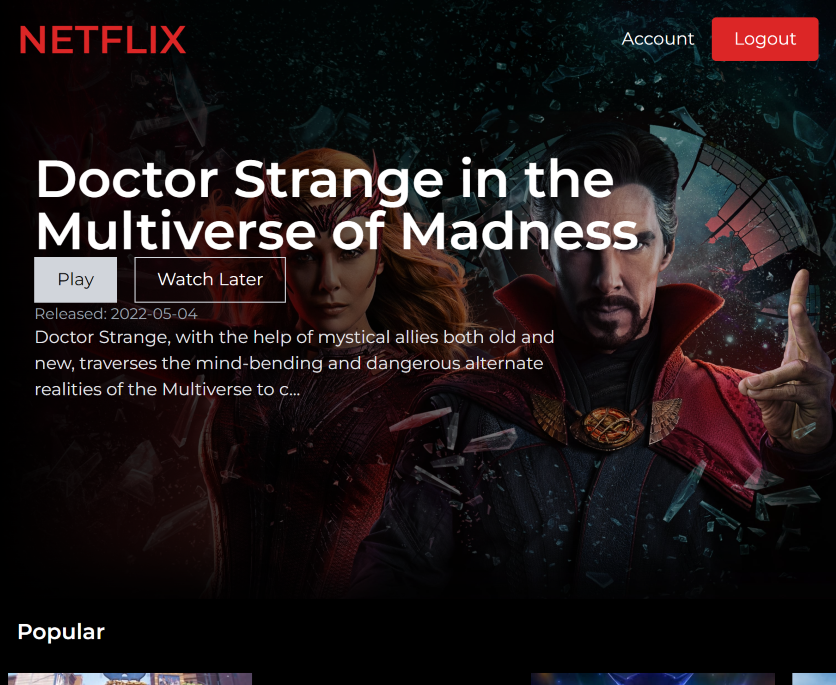 NETFLIX
Account
Logout
Doctor Strange in the
Multiverse of Madness
Play
Watch Later
Released: 2022-05-04
Doctor Strange, with the help of mystical allies both old and
new, traverses the mind-bending and dangerous alternate
realities of the Multiverse to c...
Popular